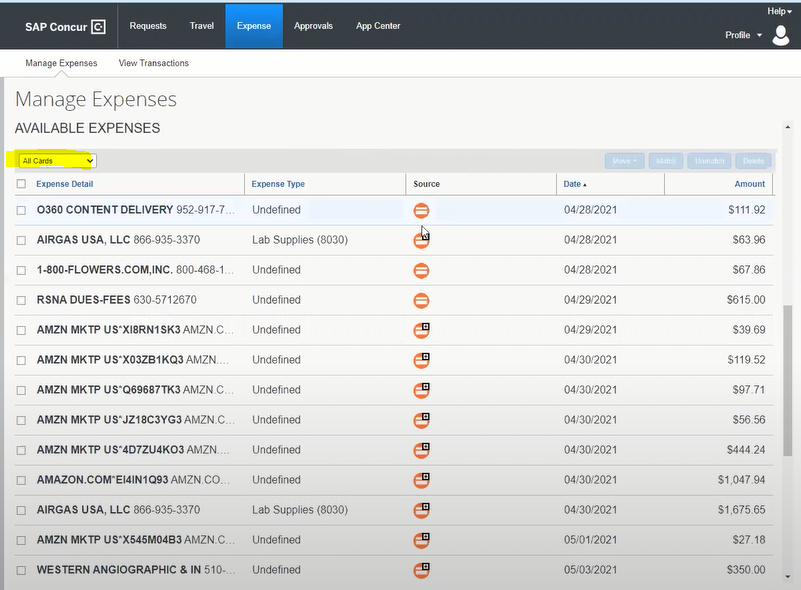 Help
SAP Concur C Requests Travel Expense Approvals App Center
Profile
Manage Expenses View Transactions
Manage Expenses
AVAILABLE EXPENSES
All Cards Move Match Unmatch Delete
Expense Detail Expense Type Source Date Amount
O360 CONTENT DELIVERY 952-917-7... Undefined 04/28/2021 $111.92
AIRGAS USA, LLC 866-935-3370 Lab Supplies (8030) 04/28/2021 $63.96
1-800-FLOWERS.COM,INC. 800-468-1... Undefined 04/28/2021 $67.86
RSNA DUES-FEES 630-5712670 Undefined 04/29/2021 $615.00
AMZN MKTP US*XI8RN1SK3 AMZN.C... Undefined 04/29/2021 $39.69
AMZN MKTP US*X03ZB1KQ3 AMZN.... Undefined 04/30/2021 $119.52
AMZN MKTP US*Q69687TK3 AMZN.C... Undefined 04/30/2021 $97.71
AMZN MKTP US*JZ18C3YG3 AMZN.C... Undefined 04/30/2021 $56.56
AMZN MKTP US*4D7ZU4KO3 AMZN.... Undefined 04/30/2021 $444.24
AMAZON.COM*EI4IN1Q93 AMZN.CO... Undefined 04/30/2021 $1,047.94
AIRGAS USA, LLC 866-935-3370 Lab Supplies (8030) 04/30/2021 $1,675.65
AMZN MKTP US*X545M04B3 AMZN.C... Undefined 05/01/2021 $27.18
WESTERN ANGIOGRAPHIC & IN 510-... Undefined 05/03/2021 $350.00